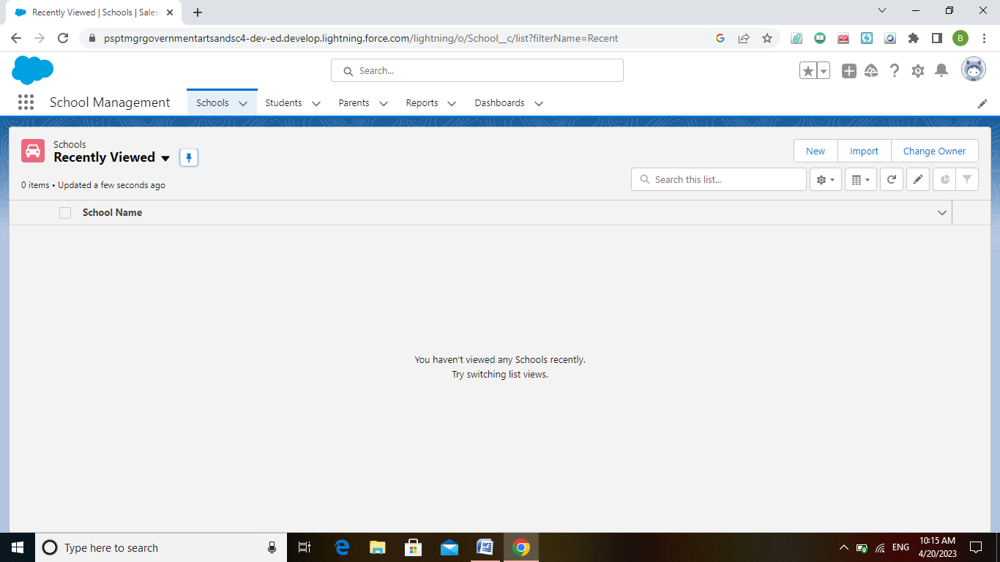 Recently Viewed | Schools | Sales
psptmgrgovernmentartsandsc4-dev-ed.develop.lightning.force.com/lightning/o/School__c/list?filterName=Recent
B
Search...
School Management
Schools
Students
Parents
Reports
Dashboards
Schools
Recently Viewed
New
Import
Change Owner
0 items • Updated a few seconds ago
Search this list...
School Name
You haven't viewed any Schools recently.
Try switching list views.
Type here to search
ENG
10:15 AM
4/20/2023